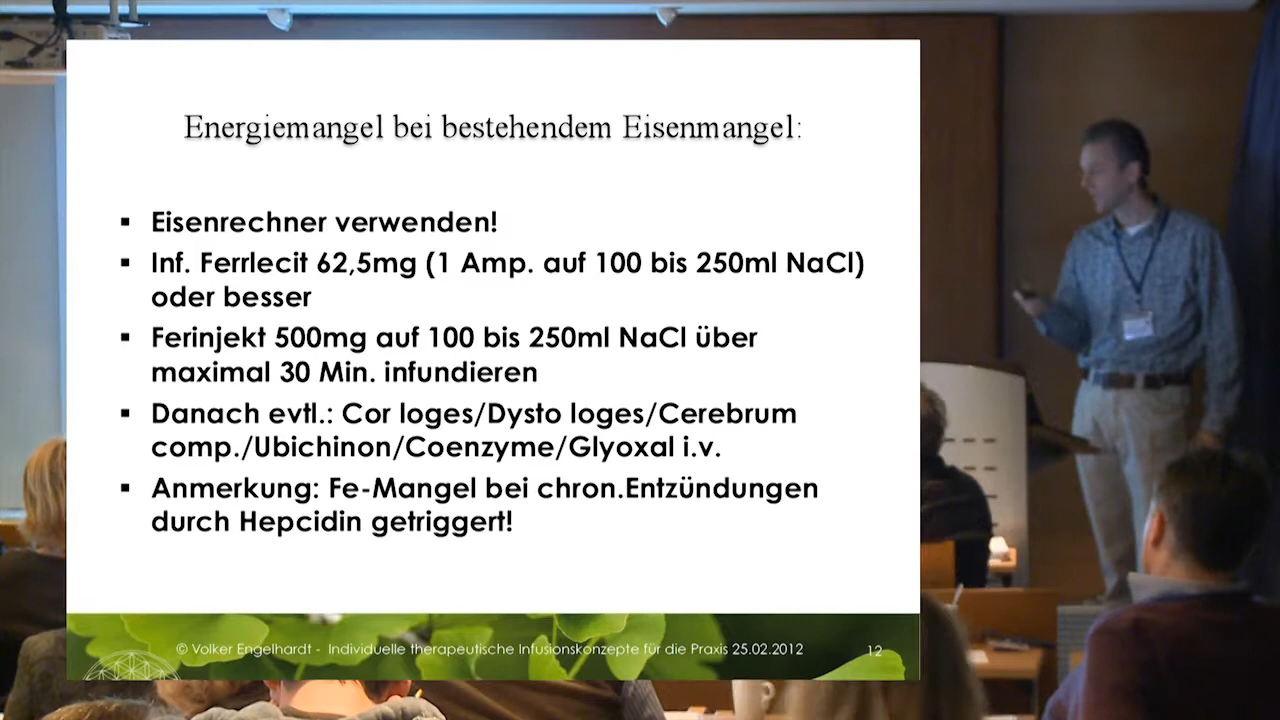 Energiemangel bei bestehendem Eisenmangel:
▪ Eisenrechner verwenden!
▪ Inf. Ferrlecit 62,5mg (1 Amp. auf 100 bis 250ml NaCl)
oder besser
▪ Ferinjekt 500mg auf 100 bis 250ml NaCl über
maximal 30 Min. infundieren
▪ Danach evtl.: Cor loges/Dysto loges/Cerebrum
comp./Ubichinon/Coenzyme/Glyoxal i.v.
▪ Anmerkung: Fe-Mangel bei chron.Entzündungen
durch Hepcidin getriggert!
© Volker Engelhardt - Individuelle therapeutische Infusionskonzepte für die Praxis 25.02.2012
12